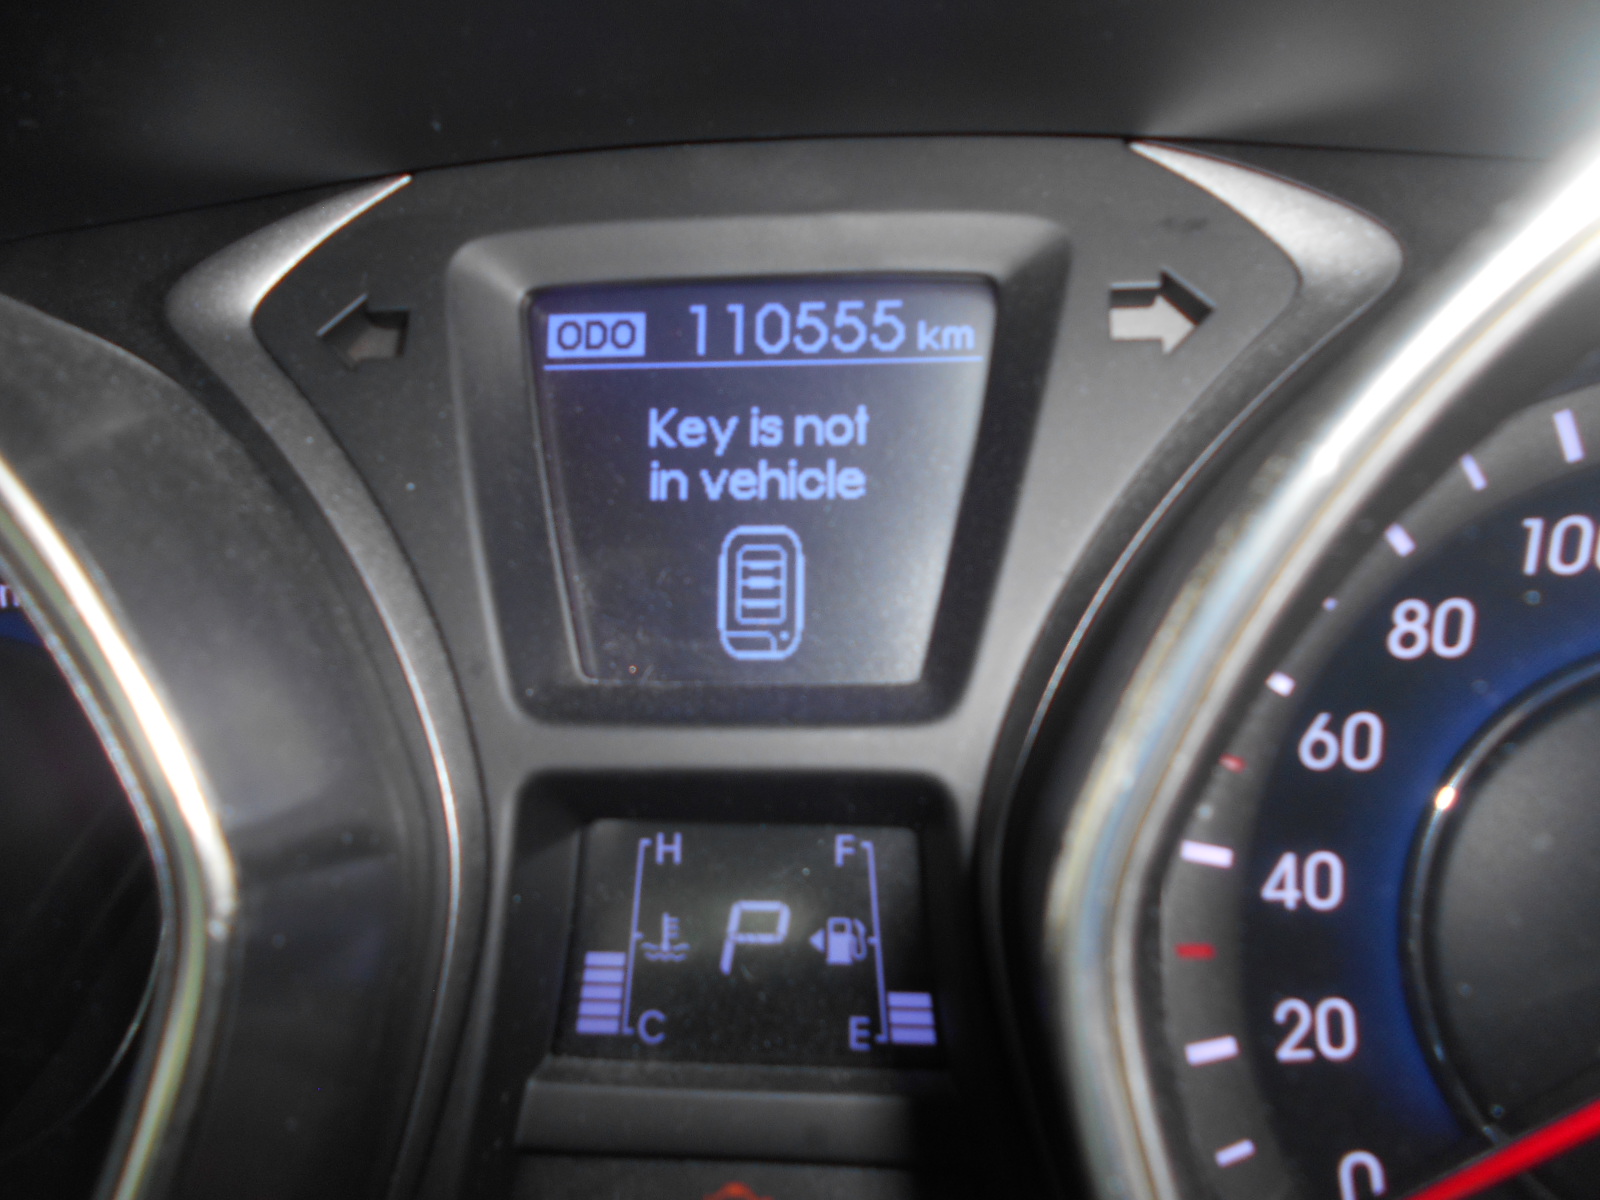 ODO 110555 km
Key is not
in vehicle
H F
P
C E
100
80
60
40
20
0